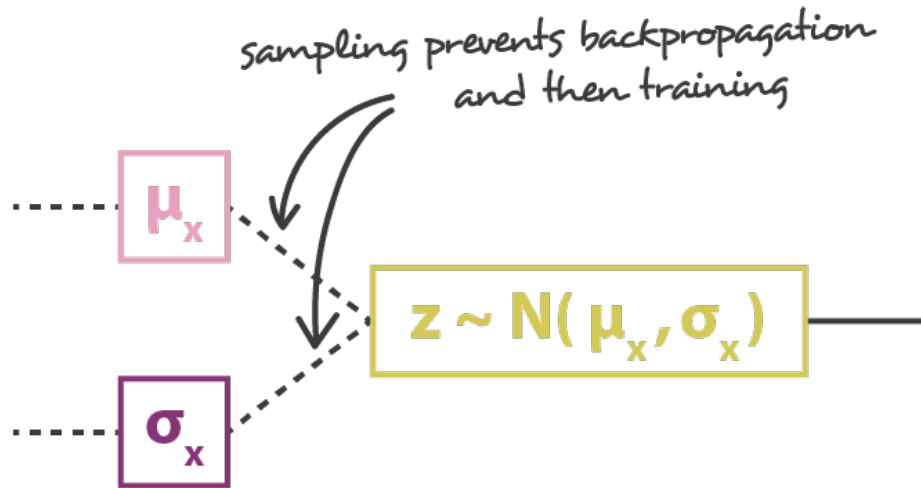 sampling prevents backpropagation
and then training
μx
z ~ N( μx , σx )
σx